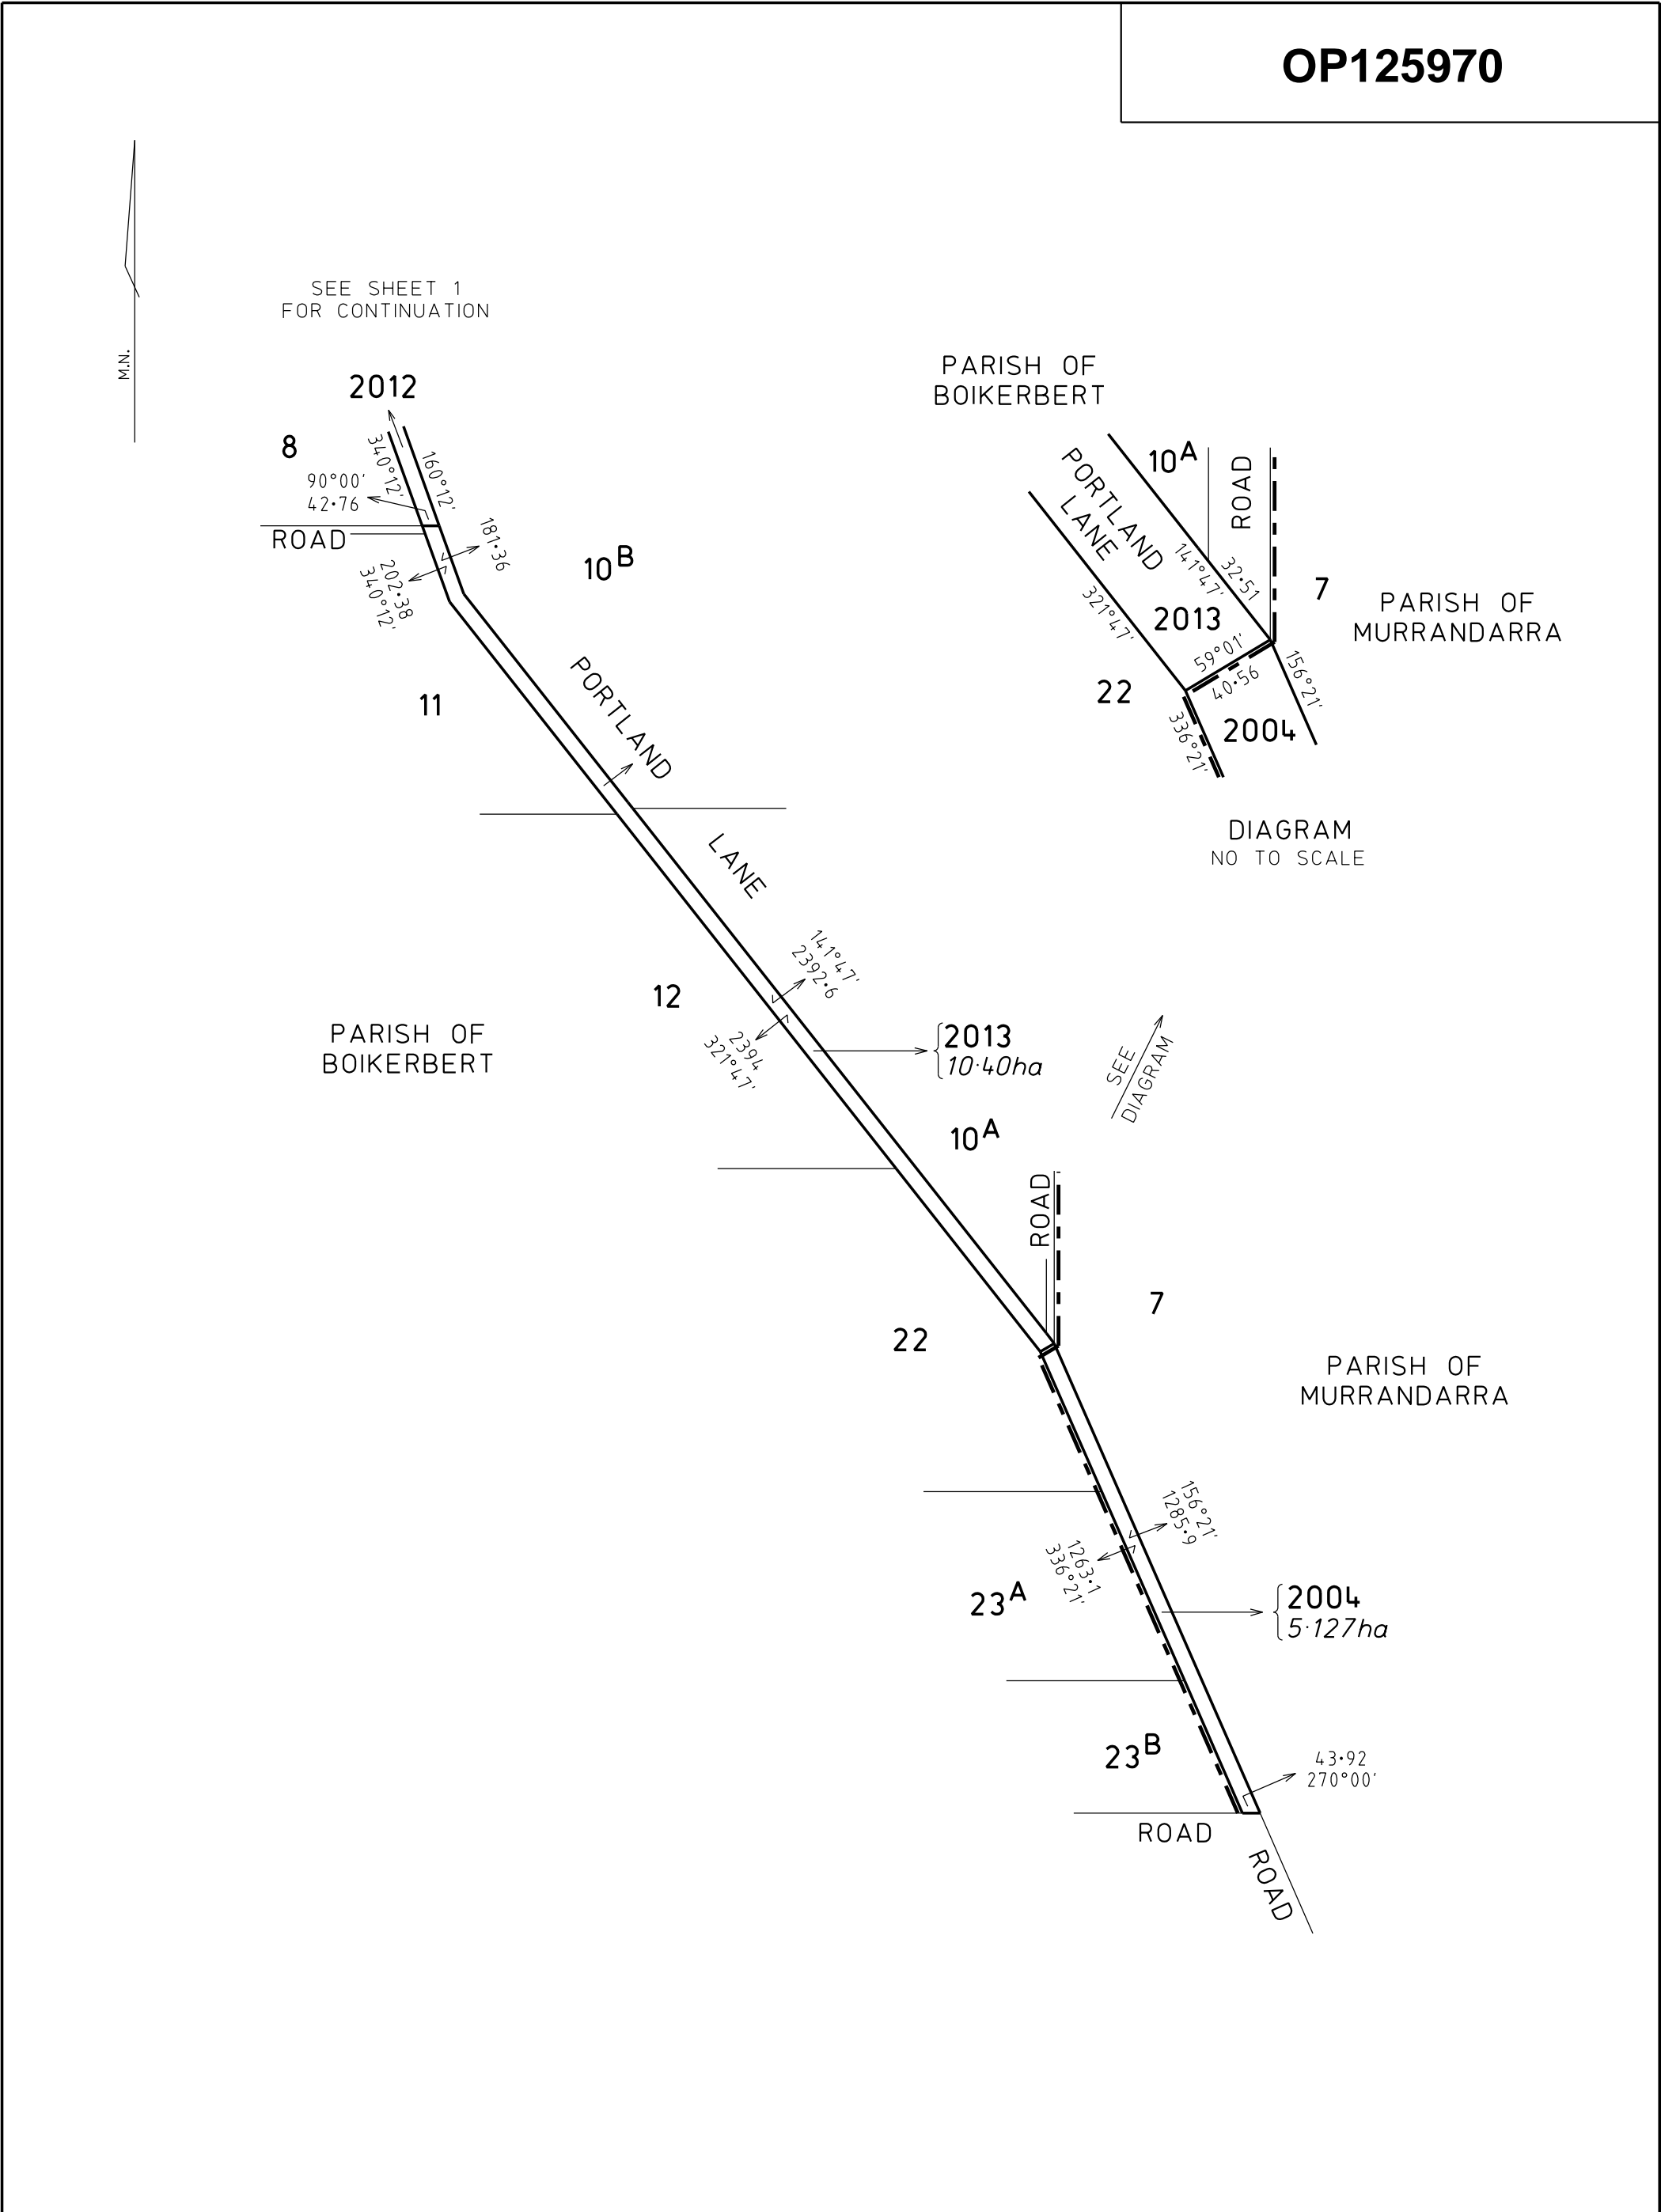 OP125970
M.N.
SEE SHEET 1
FOR CONTINUATION
2012
8
340°12'
160°12'
90°00'
42·76
ROAD
181·36
202·38
340°12'
10B
11
PORTLAND
LANE
PARISH OF
BOIKERBERT
10A
ROAD
PORTLAND
LANE
141°47'
32·51
321°47'
2013
7
PARISH OF
MURRANDARRA
59°01'
40·56
156°21'
22
336°21'
2004
DIAGRAM
NO TO SCALE
141°47'
2392·6
12
2394
321°47'
PARISH OF
BOIKERBERT
2013
10·40ha
SEE
DIAGRAM
10A
ROAD
7
22
PARISH OF
MURRANDARRA
156°21'
1285·9
1263·1
336°21'
23A
2004
5·127ha
23B
43·92
270°00'
ROAD
ROAD